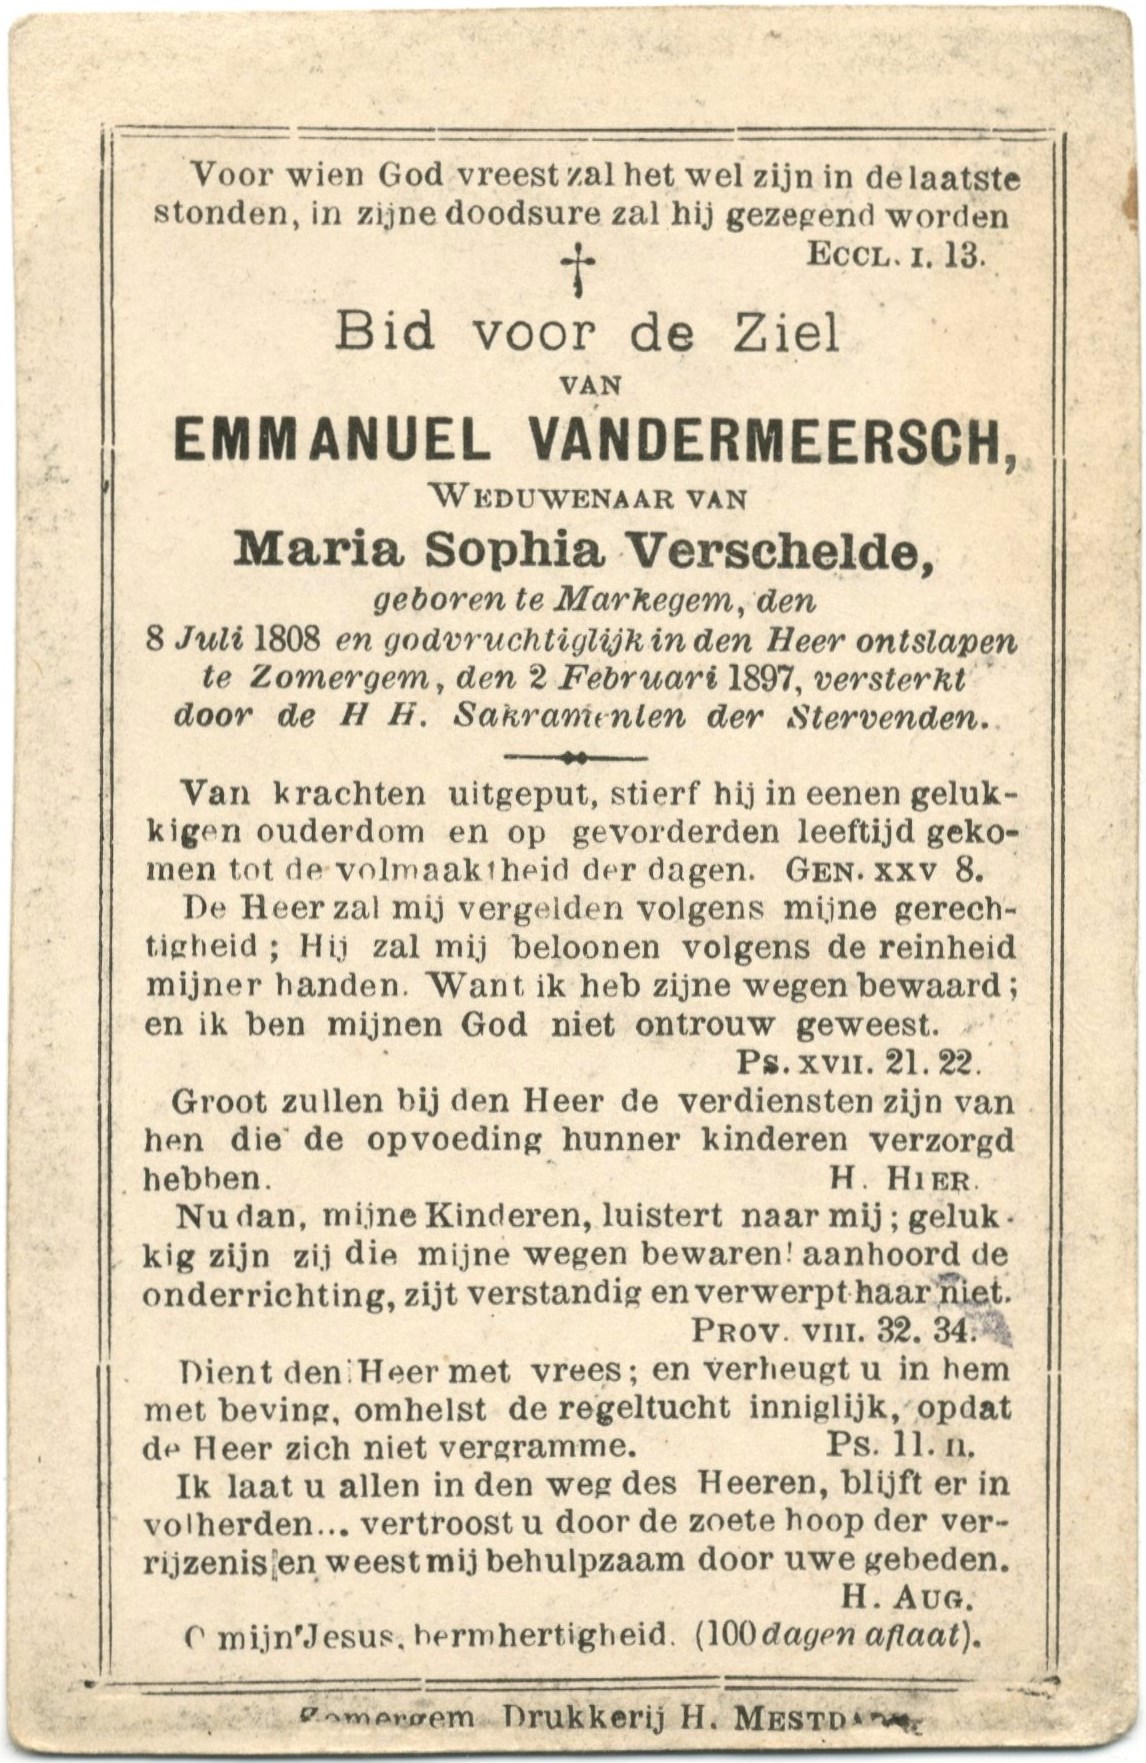 Voor wien God vreest zal het wel zijn in de laatste
stonden, in zijne doodsure zal hij gezegend worden
ECCL. I. 13.
Bid voor de Ziel
VAN
EMMANUEL VANDERMEERSCH,
WEDUWENAAR VAN
Maria Sophia Verschelde,
geboren te Markegem, den
8 Juli 1808 en godvruchtiglijk in den Heer ontslapen
te Zomergem, den 2 Februari 1897, versterkt
door de H H. Sakramenten der Stervenden.
Van krachten uitgeput, stierf hij in eenen geluk-
kigen ouderdom en op gevorderden leeftijd geko-
men tot de volmaaktheid der dagen. GEN. XXV 8.
De Heer zal mij vergelden volgens mijne gerech-
tigheid ; Hij zal mij beloonen volgens de reinheid
mijner handen. Want ik heb zijne wegen bewaard ;
en ik ben mijnen God niet ontrouw geweest.
Ps. XVII. 21. 22.
Groot zullen bij den Heer de verdiensten zijn van
hen die de opvoeding hunner kinderen verzorgd
hebben. H. HIER.
Nu dan, mijne Kinderen, luistert naar mij ; geluk-
kig zijn zij die mijne wegen bewaren! aanhoord de
onderrichting, zijt verstandig en verwerpt haar niet.
PROV. VIII. 32. 34.
Dient den Heer met vrees ; en verheugt u in hem
met beving, omhelst de regeltucht inniglijk, opdat
de Heer zich niet vergramme. Ps. 11. 11.
Ik laat u allen in den weg des Heeren, blijft er in
volherden... vertroost u door de zoete hoop der ver-
rijzenis en weest mij behulpzaam door uwe gebeden.
H. AUG.
O mijn Jesus, bermhertigheid. (100 dagen aflaat).
Zomergem Drukkerij H.